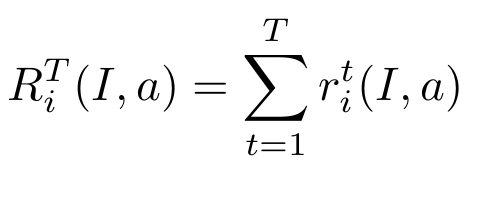 R_i^T(I, a) = \sum_{t=1}^{T} r_i^t(I, a)